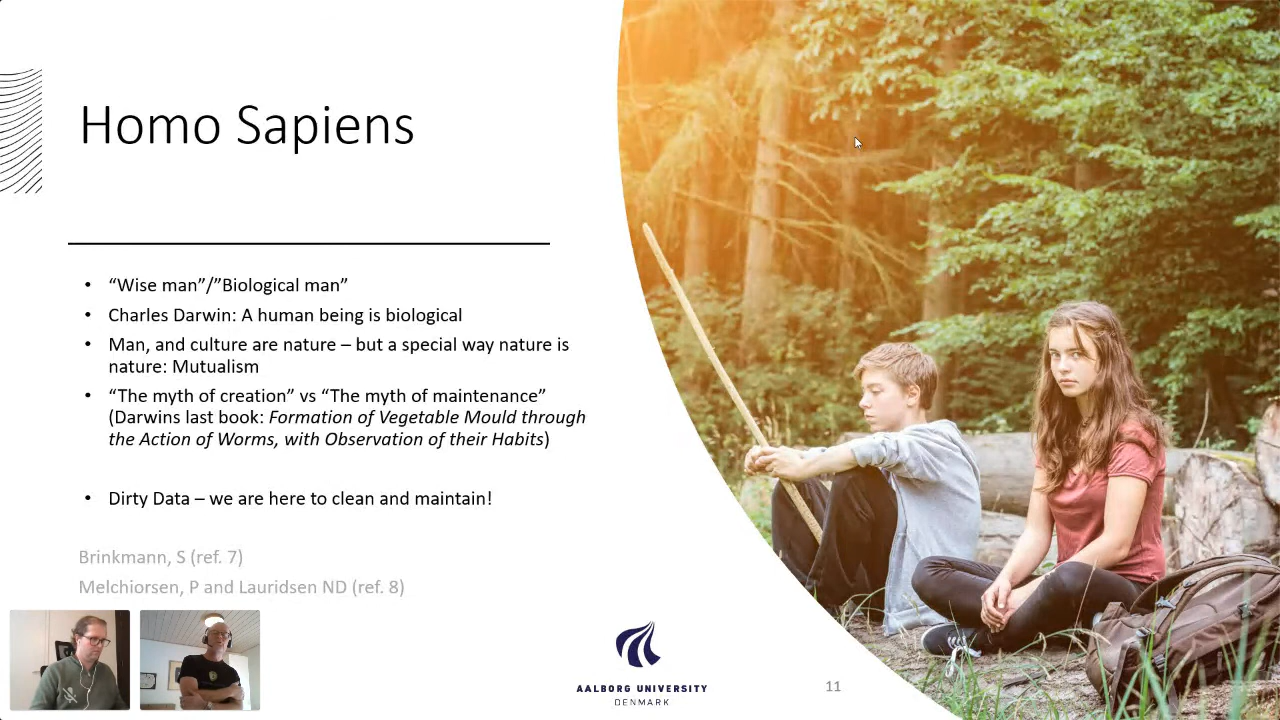 Homo Sapiens
• “Wise man”/”Biological man”
• Charles Darwin: A human being is biological
• Man, and culture are nature – but a special way nature is
nature: Mutualism
• “The myth of creation” vs “The myth of maintenance”
(Darwins last book: Formation of Vegetable Mould through
the Action of Worms, with Observation of their Habits)
• Dirty Data – we are here to clean and maintain!
Brinkmann, S (ref. 7)
Melchiorsen, P and Lauridsen ND (ref. 8)
AALBORG UNIVERSITY
DENMARK
11